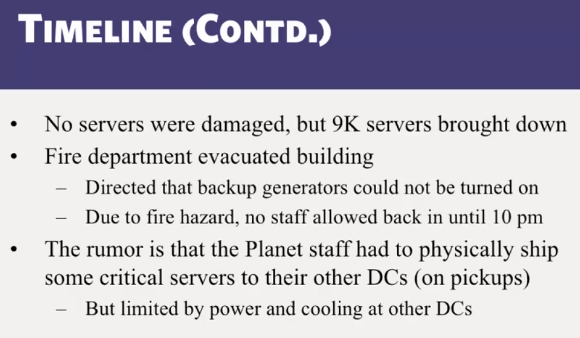 TIMELINE (CONTD.)
• No servers were damaged, but 9K servers brought down
• Fire department evacuated building
– Directed that backup generators could not be turned on
– Due to fire hazard, no staff allowed back in until 10 pm
• The rumor is that the Planet staff had to physically ship
some critical servers to their other DCs (on pickups)
– But limited by power and cooling at other DCs